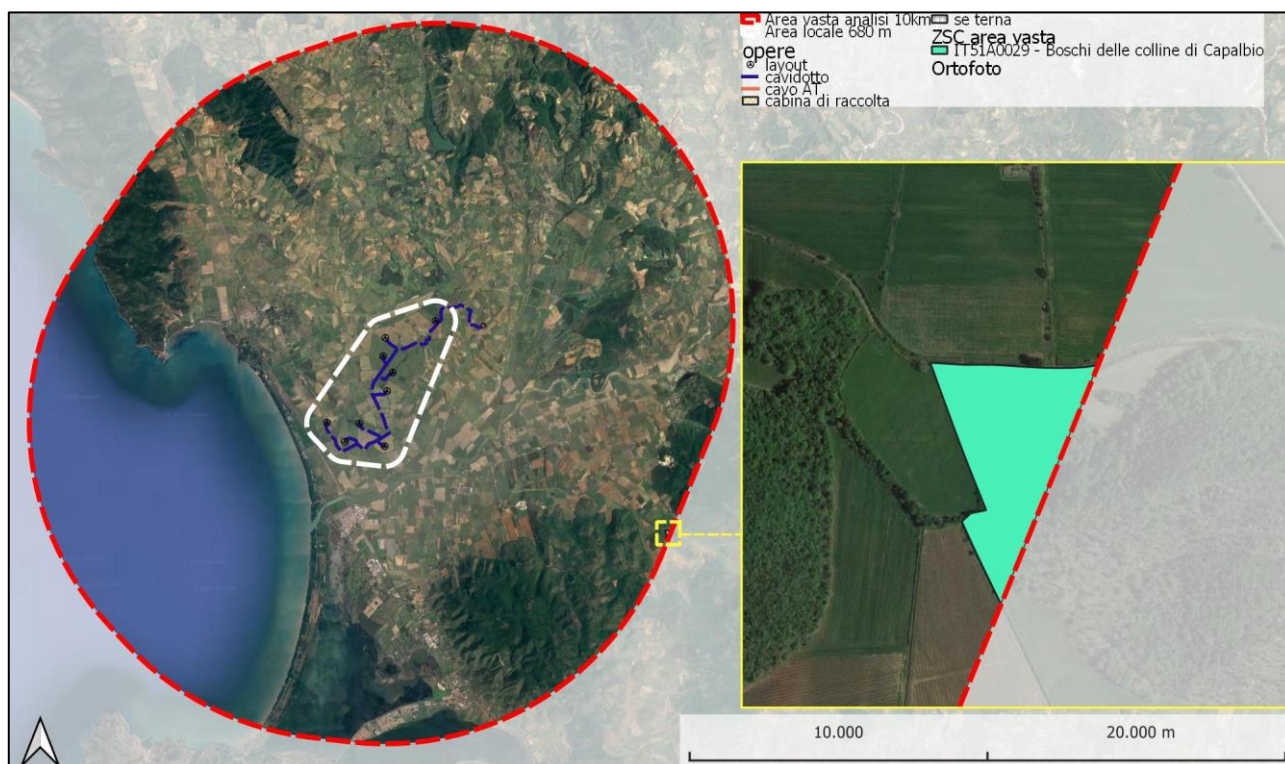 Area vasta analisi 10km
Area locale 680 m
opere
layout
cavidotto
cavo AT
cabina di raccolta
se terna
ZSC area vasta
IT51A0029 - Boschi delle colline di Capalbio
Ortofoto
10.000
20.000 m